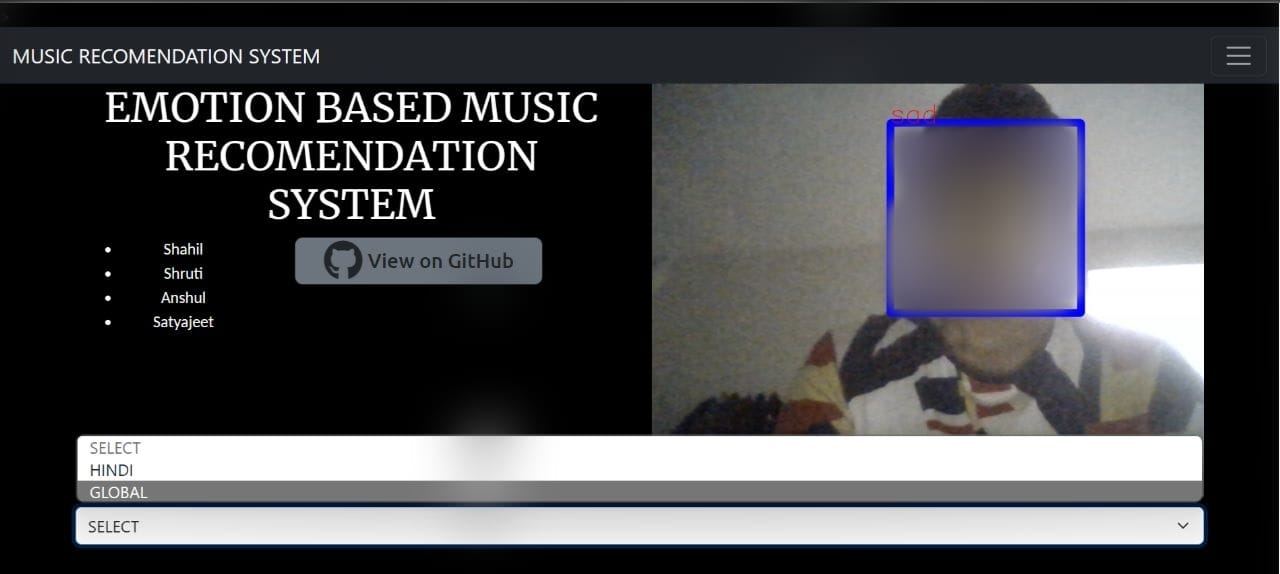 MUSIC RECOMENDATION SYSTEM
EMOTION BASED MUSIC
RECOMENDATION
SYSTEM
Shahil
Shruti
Anshul
Satyajeet
View on GitHub
sad
SELECT
HINDI
GLOBAL
SELECT